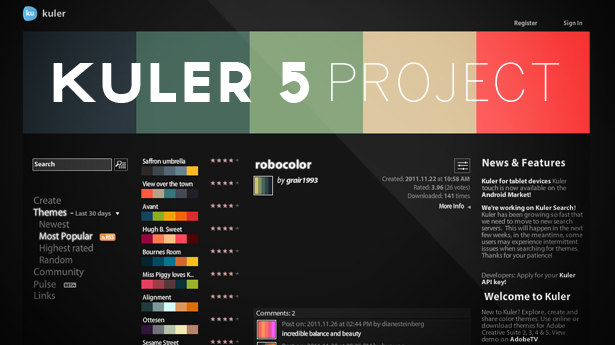 ku kuler
Register Sign In
KULER 5 PROJECT
Search
Create
Themes - Last 30 days
Newest
Most Popular
Highest rated
Random
Community
Pulse BETA
Links
Saffron umbrella
View over the town
Avant
Hugh B. Sweet
Bournes Room
Miss Piggy loves K...
Alignment
Ottesen
Sesame Street
robocolor
by groir1993
Created: 2011.11.22 at 10:58 AM
Rated: 3.96 (26 votes)
Downloaded: 141 times
More Info
Comments: 2
Post on: 2011.11.26 at 02:44 PM by dianesteinberg
incredible balance and beauty
News & Features
Kuler for tablet devices Kuler
touch is now available on the
Android Market!
We're working on Kuler Search!
Kuler has been growing so fast that
we need to move to new search
servers. This will happen in the next
few weeks, in the meantime, some
users may experience intermittent
issues when searching for themes.
Thanks for your patience!
Developers: Apply for your Kuler
API key!
Welcome to Kuler
New to Kuler? Explore, create and
share color themes. Use online or
download themes for Adobe
Creative Suite 2, 3, 4 & 5. View
demo on AdobeTV.